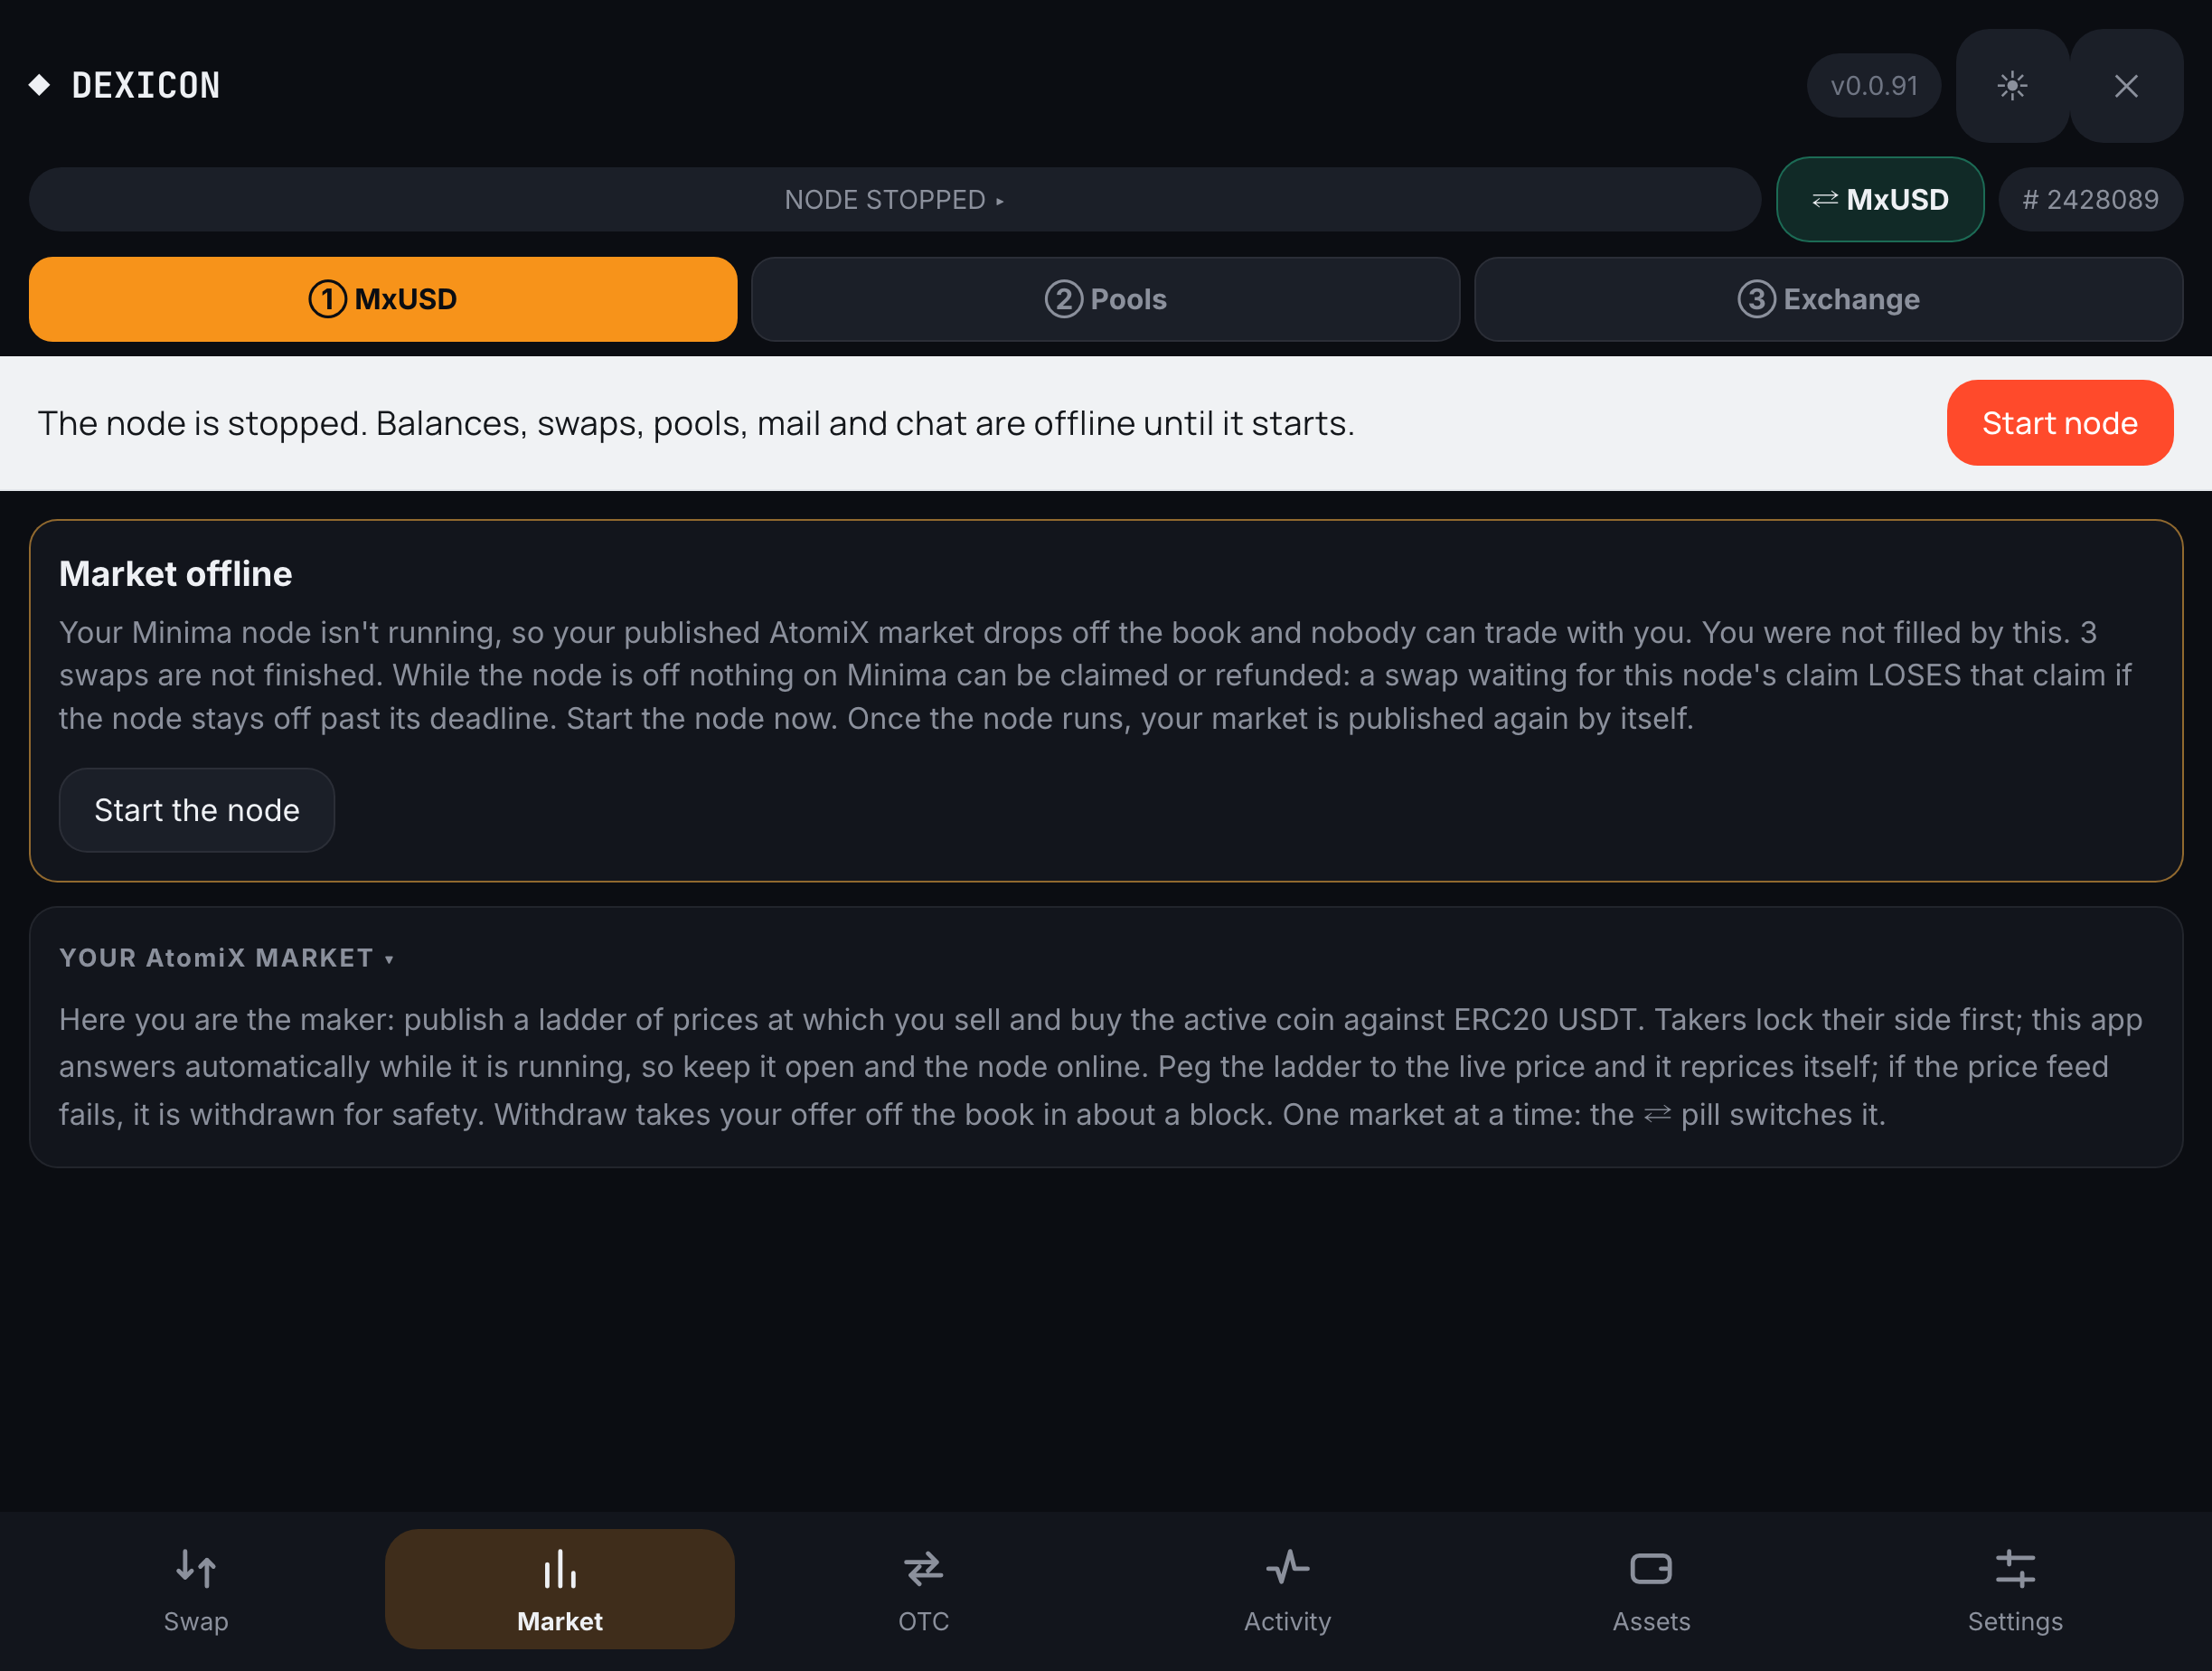 ◆ DEXICON
v0.0.91
NODE STOPPED ▸
⇄ MxUSD
# 2428089
① MxUSD
② Pools
③ Exchange
The node is stopped. Balances, swaps, pools, mail and chat are offline until it starts.
Start node
Market offline
Your Minima node isn't running, so your published AtomiX market drops off the book and nobody can trade with you. You were not filled by this. 3
swaps are not finished. While the node is off nothing on Minima can be claimed or refunded: a swap waiting for this node's claim LOSES that claim if
the node stays off past its deadline. Start the node now. Once the node runs, your market is published again by itself.
Start the node
YOUR AtomiX MARKET ▾
Here you are the maker: publish a ladder of prices at which you sell and buy the active coin against ERC20 USDT. Takers lock their side first; this app
answers automatically while it is running, so keep it open and the node online. Peg the ladder to the live price and it reprices itself; if the price feed
fails, it is withdrawn for safety. Withdraw takes your offer off the book in about a block. One market at a time: the ⇄ pill switches it.
Swap
Market
OTC
Activity
Assets
Settings